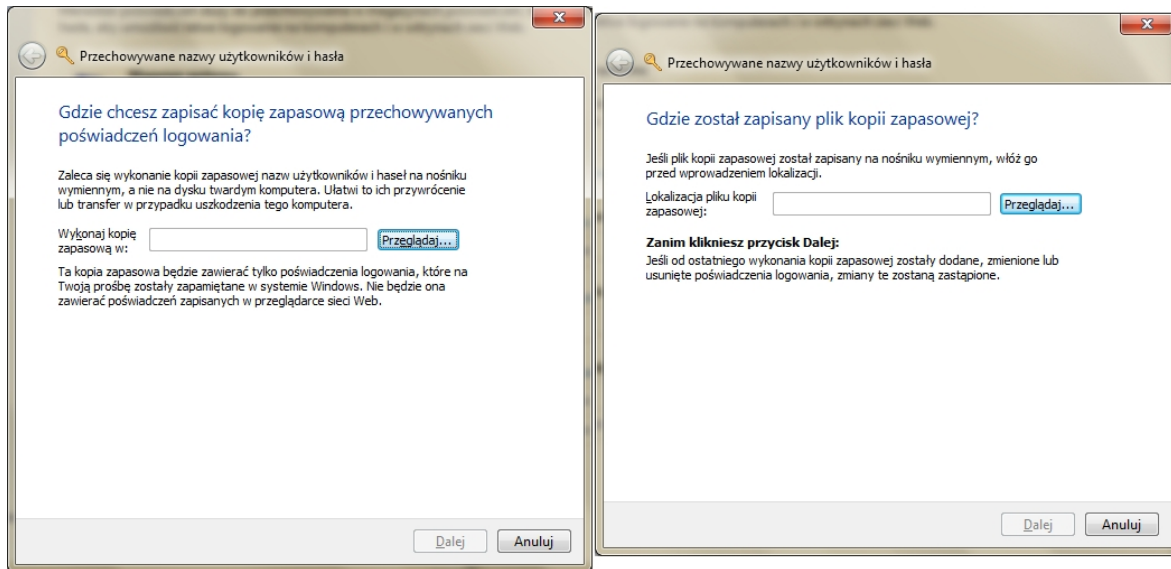 Przechowywane nazwy użytkowników i hasła
Gdzie chcesz zapisać kopię zapasową przechowywanych
poświadczeń logowania?
Zaleca się wykonanie kopii zapasowej nazw użytkowników i haseł na nośniku
wymiennym, a nie na dysku twardym komputera. Ułatwi to ich przywrócenie
lub transfer w przypadku uszkodzenia tego komputera.
Wykonaj kopię
zapasową w:
Przeglądaj...
Ta kopia zapasowa będzie zawierać tylko poświadczenia logowania, które na
Twoją prośbę zostały zapamiętane w systemie Windows. Nie będzie ona
zawierać poświadczeń zapisanych w przeglądarce sieci Web.
Dalej
Anuluj
Przechowywane nazwy użytkowników i hasła
Gdzie został zapisany plik kopii zapasowej?
Jeśli plik kopii zapasowej został zapisany na nośniku wymiennym, włóż go
przed wprowadzeniem lokalizacji.
Lokalizacja pliku kopii
zapasowej:
Przeglądaj...
Zanim klikniesz przycisk Dalej:
Jeśli od ostatniego wykonania kopii zapasowej zostały dodane, zmienione lub
usunięte poświadczenia logowania, zmiany te zostaną zastąpione.
Dalej
Anuluj